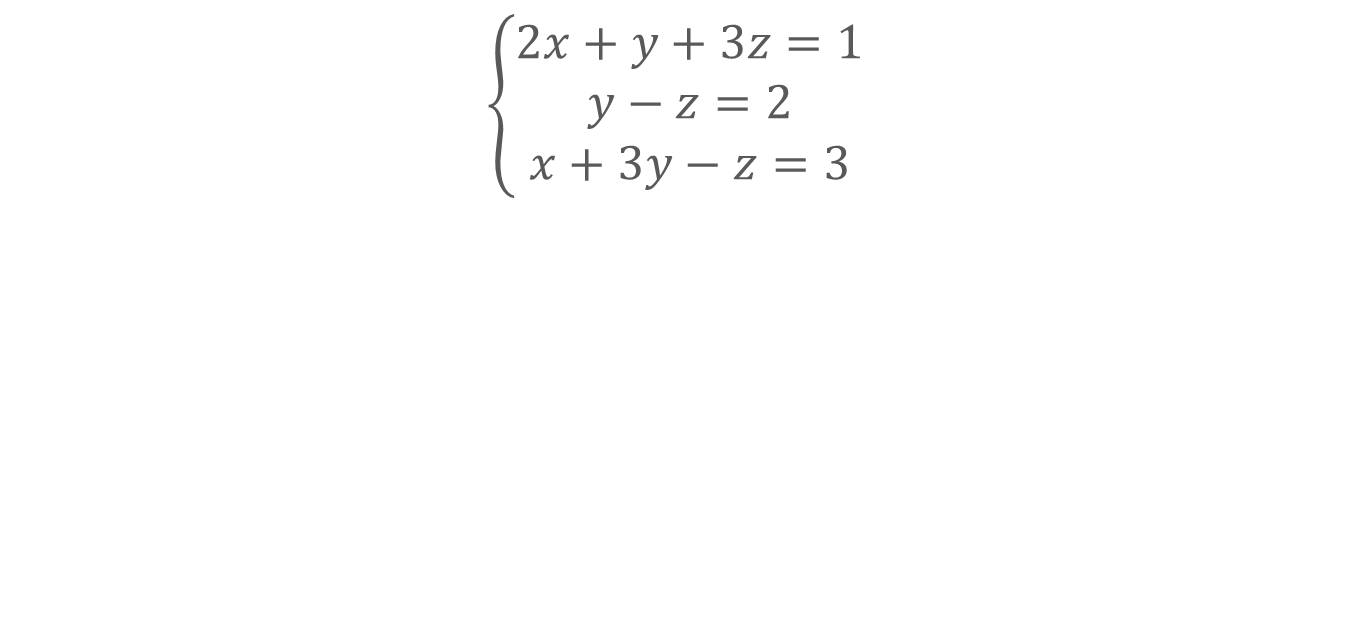 2x + y + 3z = 1
y − z = 2
x + 3y − z = 3